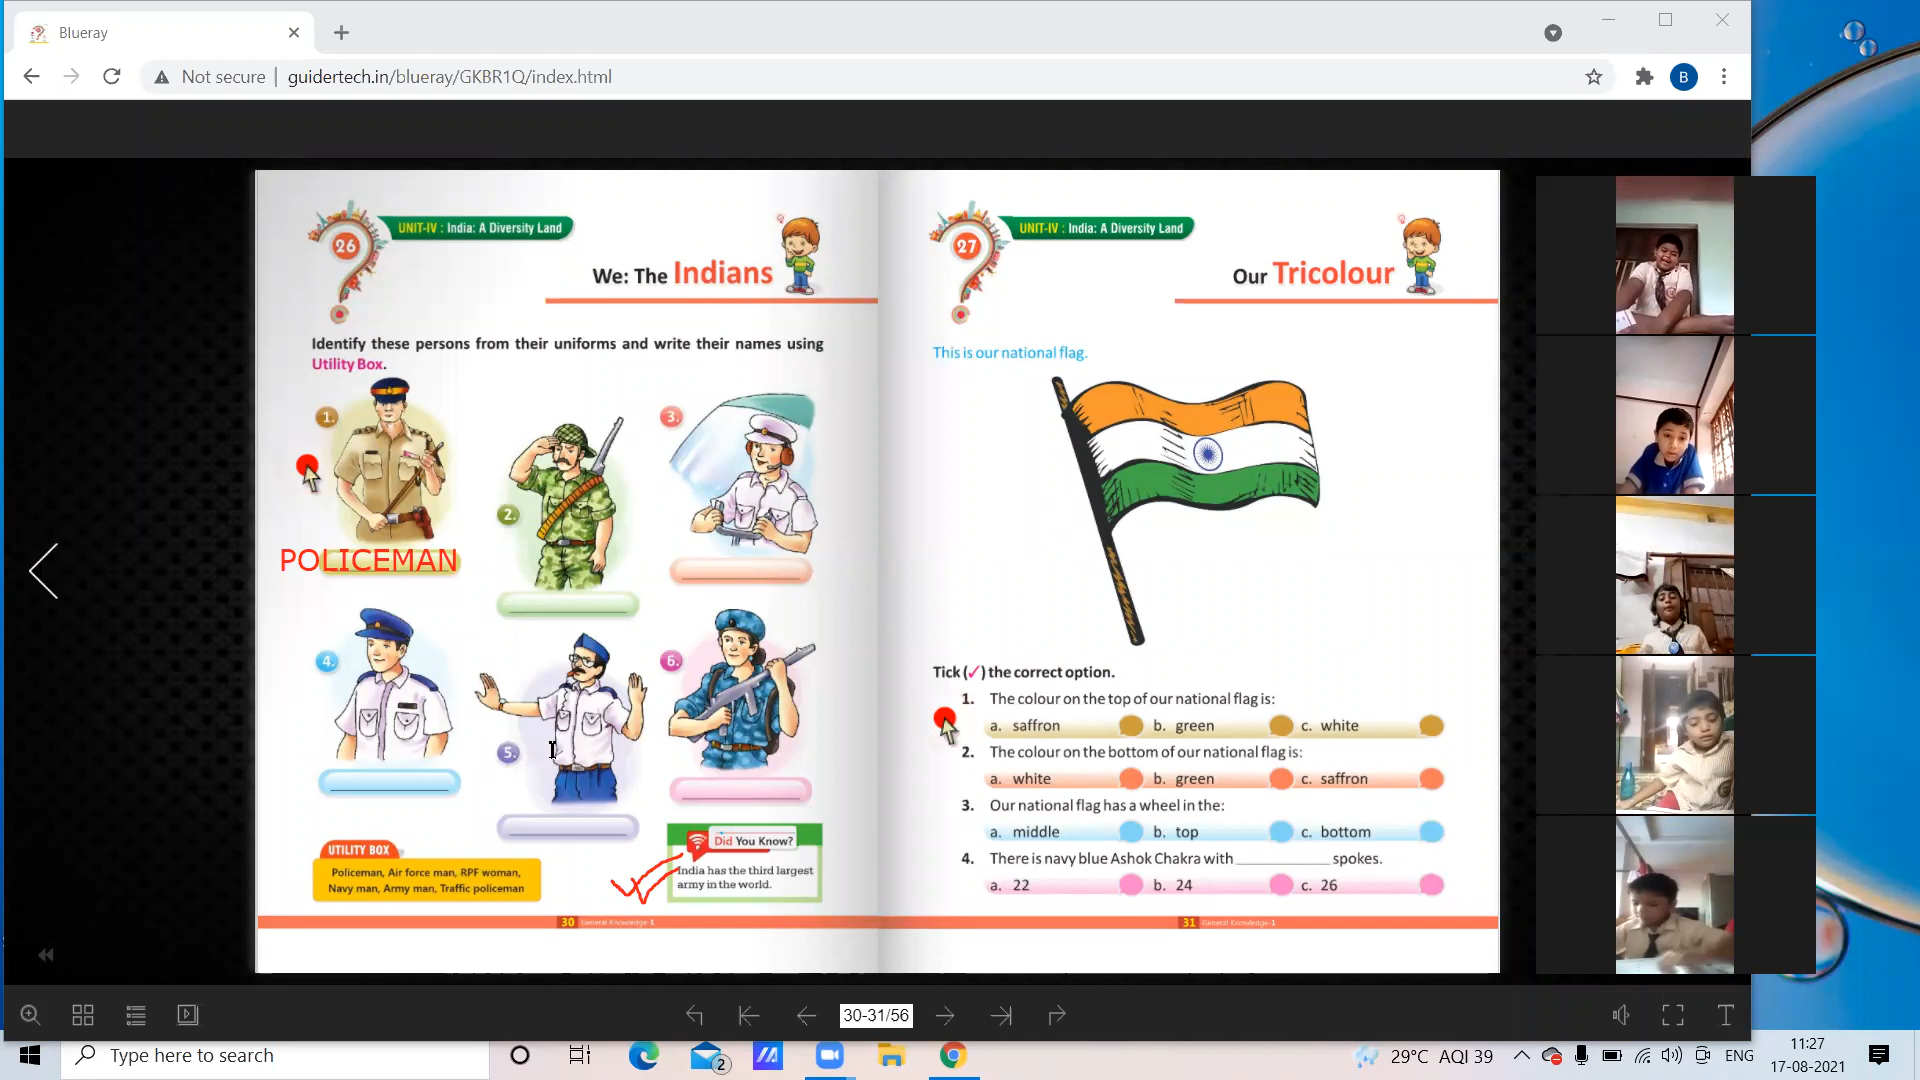 Blueray
Not secure
guidertech.in/blueray/GKBR1Q/index.html
B
26
UNIT-IV : India: A Diversity Land
We: The Indians
Identify these persons from their uniforms and write their names using
Utility Box.
1.
2.
3.
POLICEMAN
4.
5.
6.
UTILITY BOX
Policeman, Air force man, RPF woman,
Navy man, Army man, Traffic policeman
Did You Know?
India has the third largest
army in the world.
30 General Knowledge-1
27
UNIT-IV : India: A Diversity Land
Our Tricolour
This is our national flag.
Tick (✓) the correct option.
1. The colour on the top of our national flag is:
a. saffron b. green c. white
2. The colour on the bottom of our national flag is:
a. white b. green c. saffron
3. Our national flag has a wheel in the:
a. middle b. top c. bottom
4. There is navy blue Ashok Chakra with ____________ spokes.
a. 22 b. 24 c. 26
31 General Knowledge-1
30-31/56
Type here to search
2
29°C AQI 39
ENG
11:27
17-08-2021